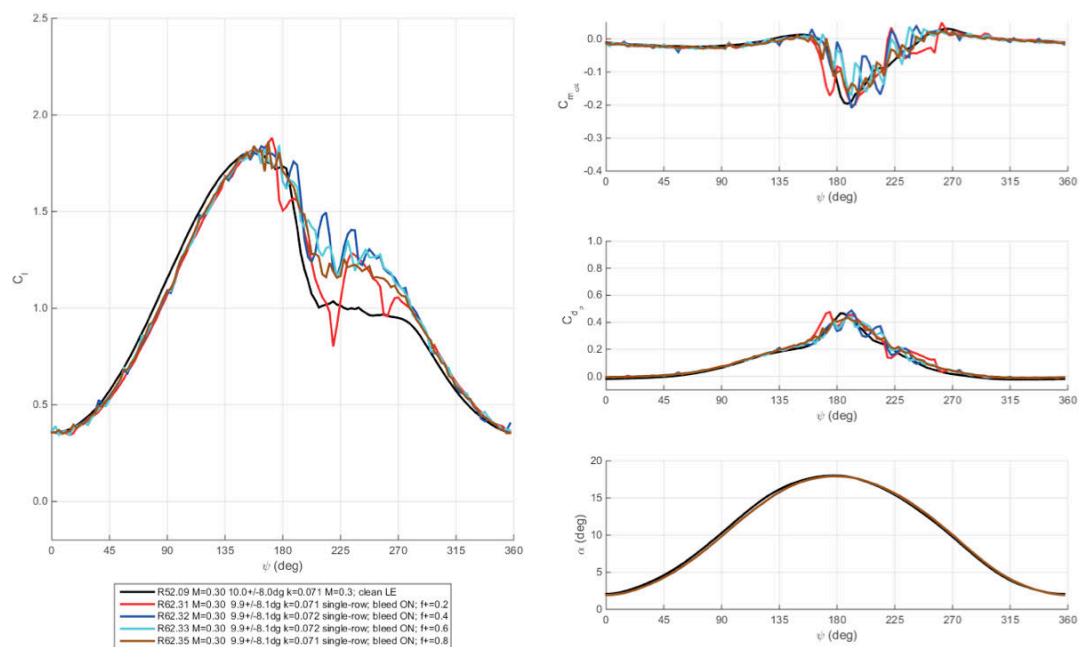 2.5
2.0
1.5
1.0
0.5
0.0
C_l
0 45 90 135 180 225 270 315 360
ψ (deg)
R52.09 M=0.30 10.0+/-8.0dg k=0.071 M=0.3; clean LE
R62.31 M=0.30 9.9+/-8.1dg k=0.071 single-row; bleed ON; f+=0.2
R62.32 M=0.30 9.9+/-8.1dg k=0.072 single-row; bleed ON; f+=0.4
R62.33 M=0.30 9.9+/-8.1dg k=0.072 single-row; bleed ON; f+=0.6
R62.35 M=0.30 9.9+/-8.1dg k=0.071 single-row; bleed ON; f+=0.8
0.0
-0.1
-0.2
-0.3
-0.4
C_m
0 45 90 135 180 225 270 315 360
ψ (deg)
1.0
0.8
0.6
0.4
0.2
0.0
C_d
0 45 90 135 180 225 270 315 360
ψ (deg)
20
15
10
5
0
α (deg)
0 45 90 135 180 225 270 315 360
ψ (deg)